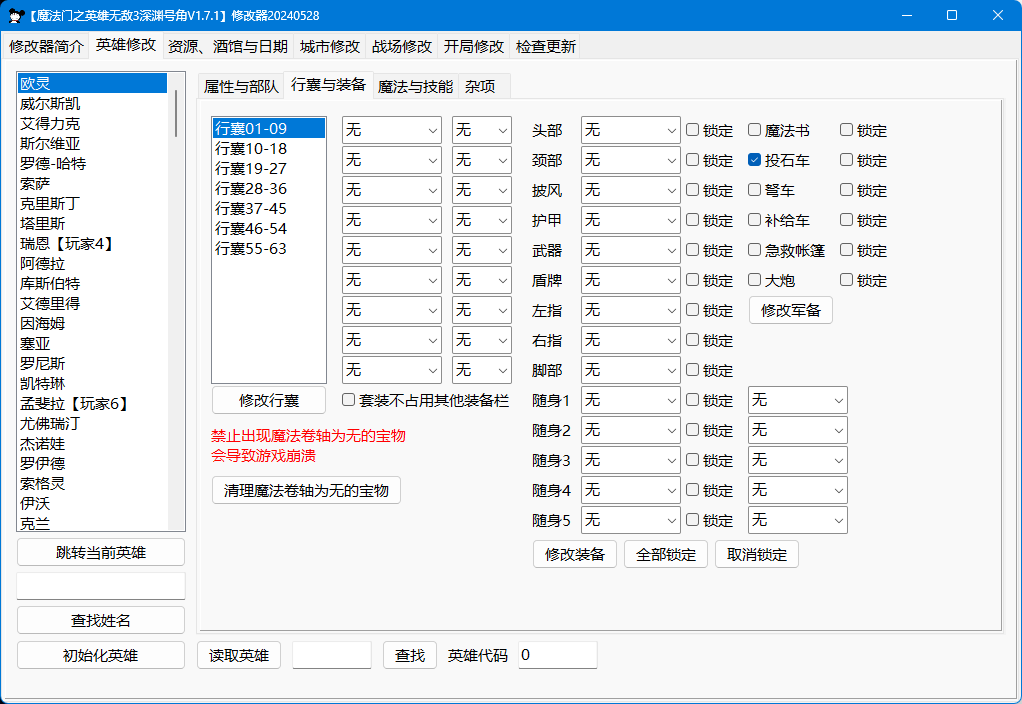 【魔法门之英雄无敌3深渊号角V1.7.1】修改器20240528
修改器简介 英雄修改 资源、酒馆与日期 城市修改 战场修改 开局修改 检查更新
欧灵
威尔斯凯
艾得力克
斯尔维亚
罗德-哈特
索萨
克里斯丁
塔里斯
瑞恩【玩家4】
阿德拉
库斯伯特
艾德里得
因海姆
塞亚
罗尼斯
凯特琳
孟斐拉【玩家6】
尤佛瑞汀
杰诺娃
罗伊德
索格灵
伊沃
克兰
跳转当前英雄
查找姓名
初始化英雄
属性与部队 行囊与装备 魔法与技能 杂项
行囊01-09
行囊10-18
行囊19-27
行囊28-36
行囊37-45
行囊46-54
行囊55-63
修改行囊
禁止出现魔法卷轴为无的宝物
会导致游戏崩溃
清理魔法卷轴为无的宝物
无 无
无 无
无 无
无 无
无 无
无 无
无 无
无 无
无 无
套装不占用其他装备栏
头部 无 锁定 魔法书 锁定
颈部 无 锁定 投石车 锁定
披风 无 锁定 弩车 锁定
护甲 无 锁定 补给车 锁定
武器 无 锁定 急救帐篷 锁定
盾牌 无 锁定 大炮 锁定
左指 无 锁定 修改军备
右指 无 锁定
脚部 无 锁定
随身1 无 锁定 无
随身2 无 锁定 无
随身3 无 锁定 无
随身4 无 锁定 无
随身5 无 锁定 无
修改装备 全部锁定 取消锁定
读取英雄 查找 英雄代码 0